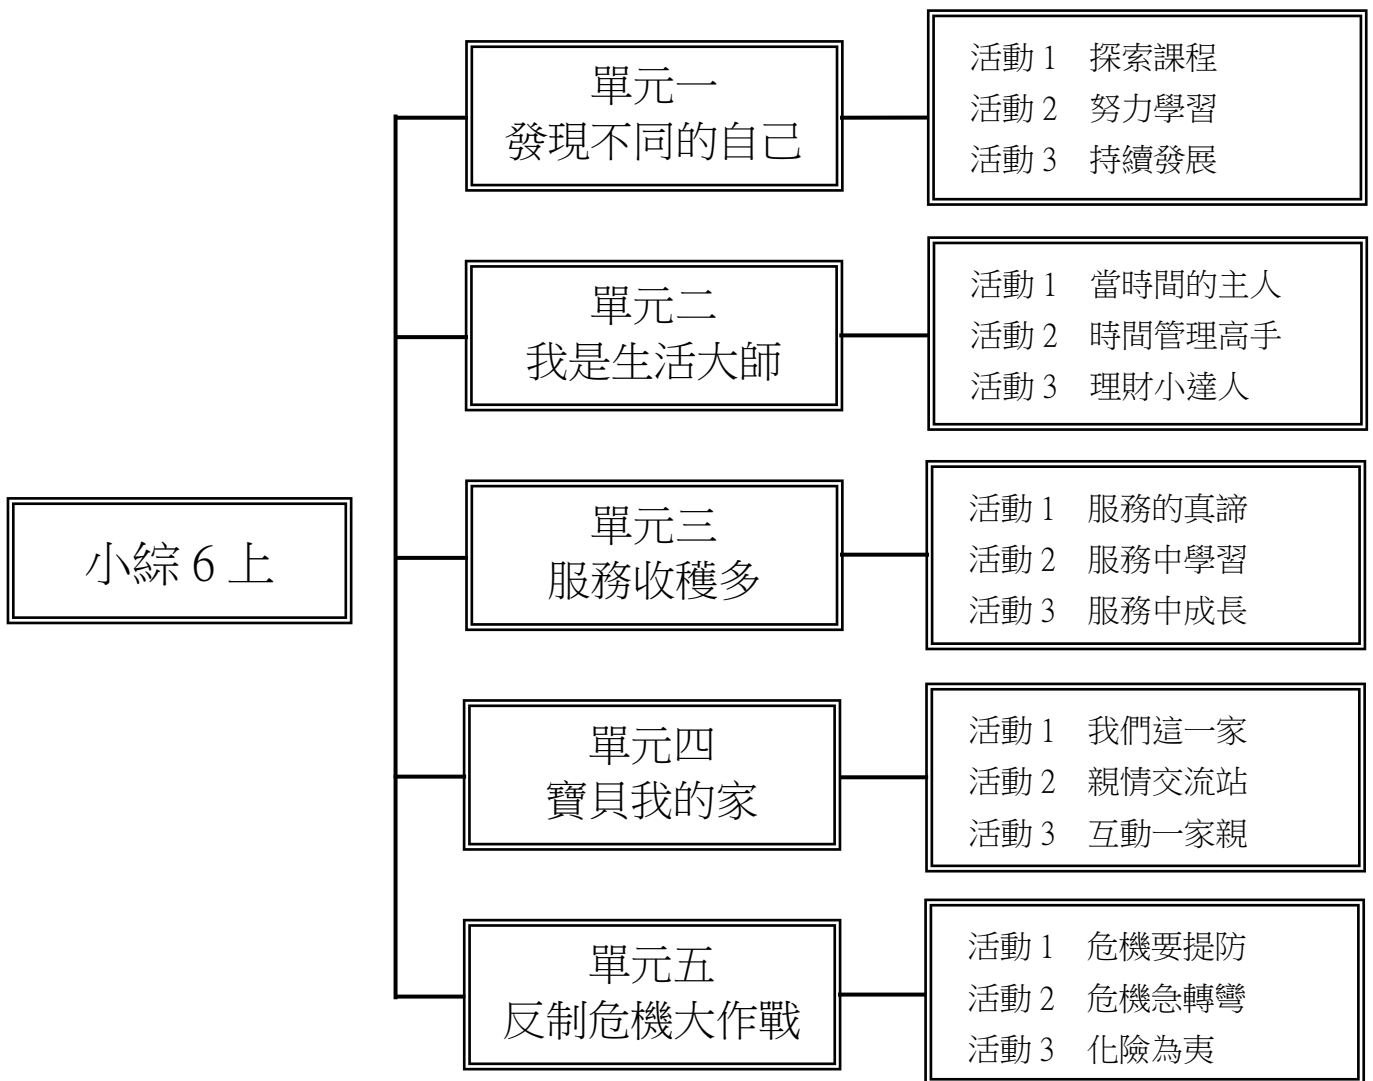 小綜 6 上
單元一
發現不同的自己
活動 1　探索課程
活動 2　努力學習
活動 3　持續發展
單元二
我是生活大師
活動 1　當時間的主人
活動 2　時間管理高手
活動 3　理財小達人
單元三
服務收穫多
活動 1　服務的真諦
活動 2　服務中學習
活動 3　服務中成長
單元四
寶貝我的家
活動 1　我們這一家
活動 2　親情交流站
活動 3　互動一家親
單元五
反制危機大作戰
活動 1　危機要提防
活動 2　危機急轉彎
活動 3　化險為夷